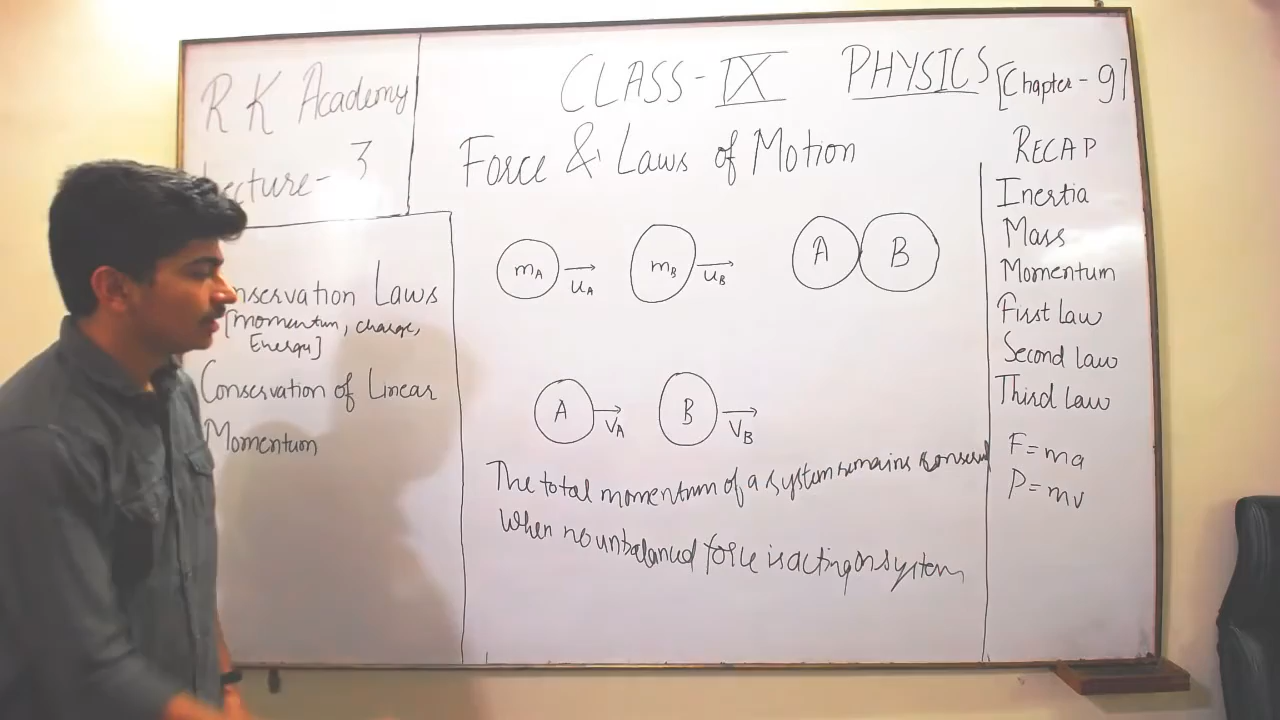 R K Academy
Lecture- 3
CLASS-IX PHYSICS [Chapter - 9]
Force & Laws of Motion
Conservation Laws
[Momentum, charge,
Energy]
Conservation of Linear
Momentum
mA uA mB uB A B
A VA B VB
The total momentum of a system remains
When no unbalanced force is acting on system,
RECAP
Inertia
Mass
Momentum
First Law
Second Law
Third Law
F = ma
P = mv